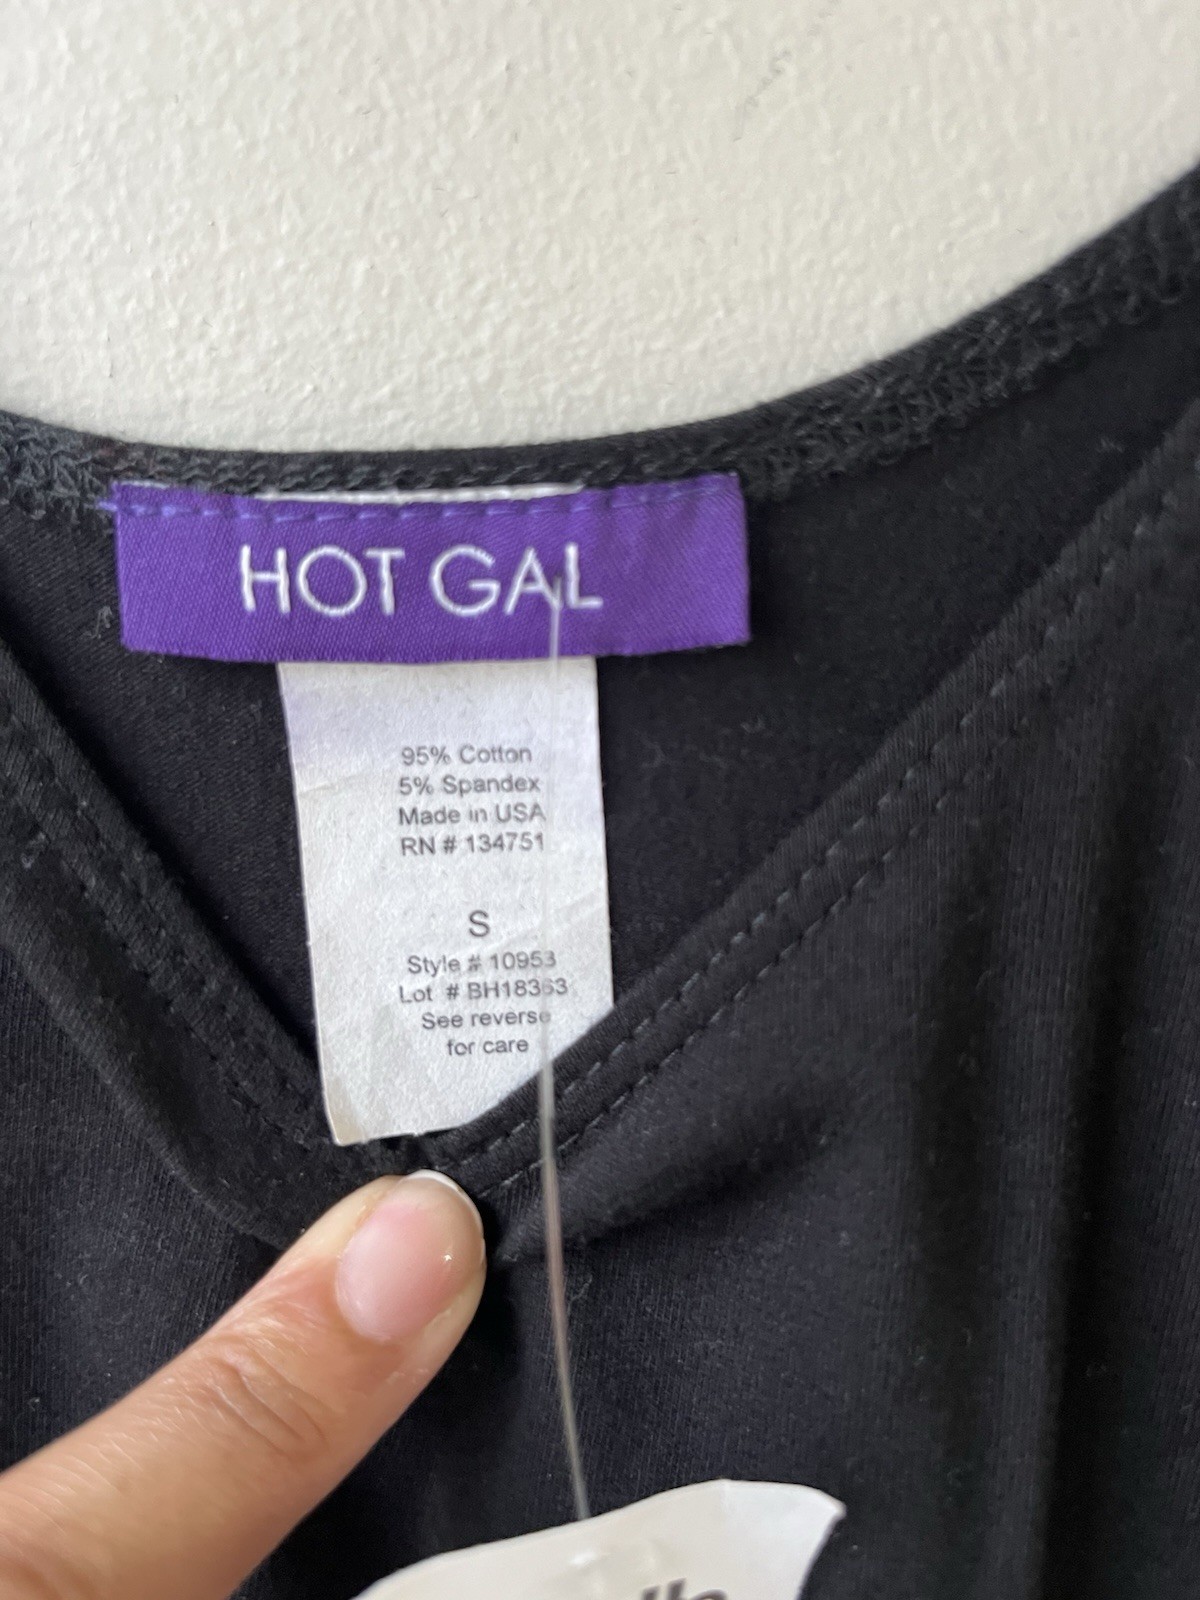 HOT GAL
95% Cotton
5% Spandex
Made in USA
RN # 134751
S
Style # 10953
Lot # BH18363
See reverse
for care